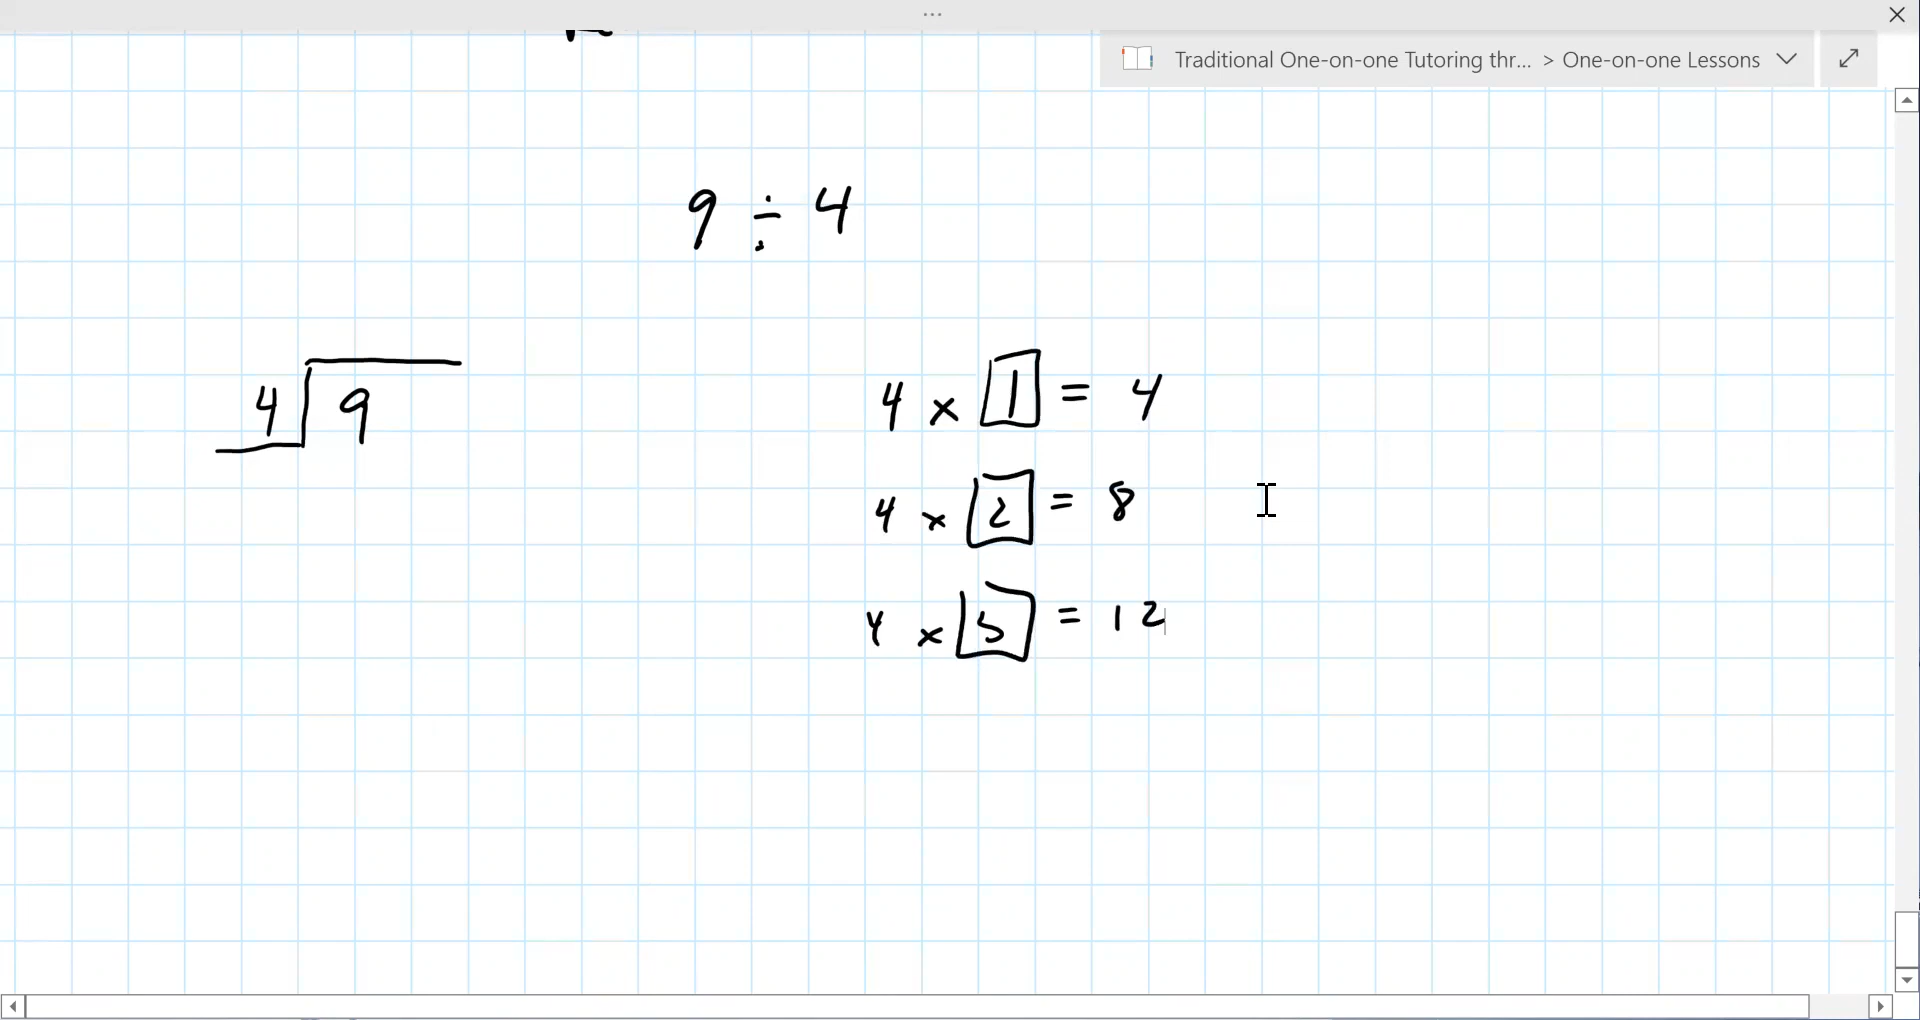 ...
Traditional One-on-one Tutoring thr... > One-on-one Lessons
9 ÷ 4
4 9
4 × 1 = 4
4 × 2 = 8
4 × 5 = 12